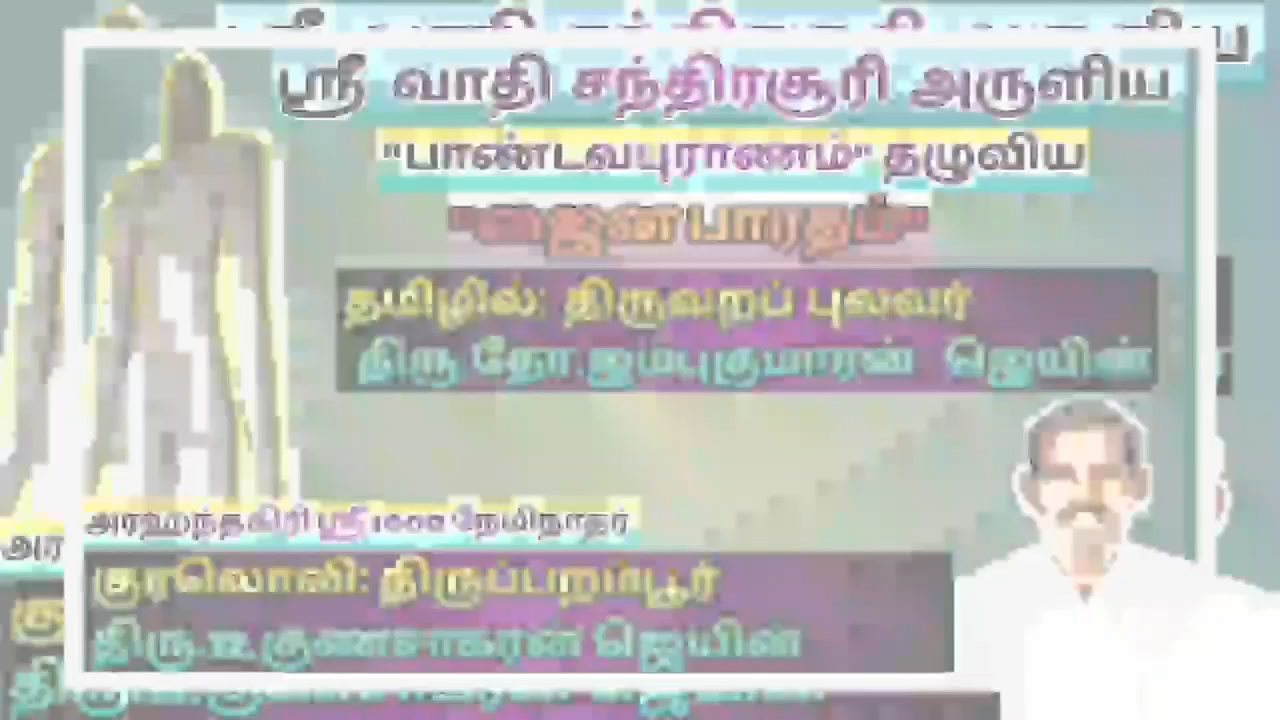 ஸ்ரீ வாதி சந்திரசூரி அருளிய
"பாண்டவபுராணம்" தழுவிய
"ஜைன பாரதம்"
தமிழில்: திருவறப் புலவர்
திரு தோ.ஜம்புகுமாரன் ஜெயின்
அரஹந்தகிரி ஸ்ரீ 1008 நேமிநாதர்
குரலொலி: திருப்பறம்பூர்
திரு.உ.குணசாகரன் ஜெயின்